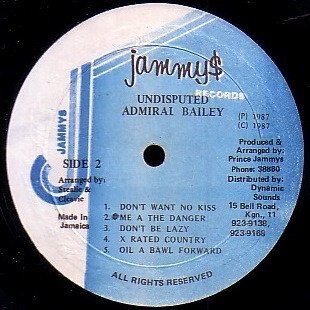 jammy$
RECORDS
UNDISPUTED
ADMIRAL BAILEY
(P) 1987
(C) 1987
JAMMYS
Produced &
Arranged by:
Prince Jammys
Phone: 38880
SIDE 2
Arranged by:
Steelie &
Cleavie
Distributed by:
Dynamic
Sounds
15 Bell Road,
Kgn., 11
923-9138,
923-9168
Made in
Jamaica
1 DON'T WANT NO KISS
2. ME A THE DANGER
3 DON'T BE LAZY
4 X RATED COUNTRY
5 OIL A BAWL FORWARD
ALL RIGHTS RESERVED